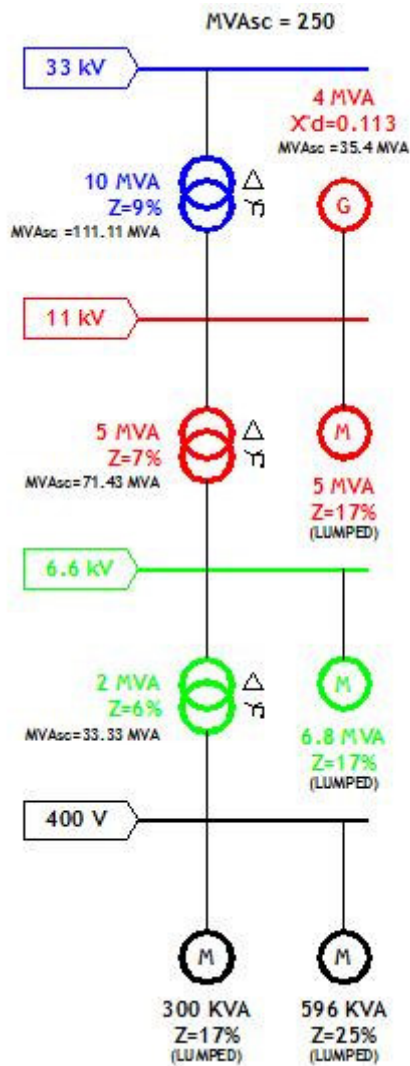 MVAsc = 250
33 kV
4 MVA
X"d=0.113
MVAsc =35.4 MVA
10 MVA
Z=9%
MVAsc =111.11 MVA
G
11 kV
5 MVA
Z=7%
MVAsc=71.43 MVA
M
5 MVA
Z=17%
(LUMPED)
6.6 kV
2 MVA
Z=6%
MVAsc=33.33 MVA
M
6.8 MVA
Z=17%
(LUMPED)
400 V
M
300 KVA
Z=17%
(LUMPED)
M
596 KVA
Z=25%
(LUMPED)